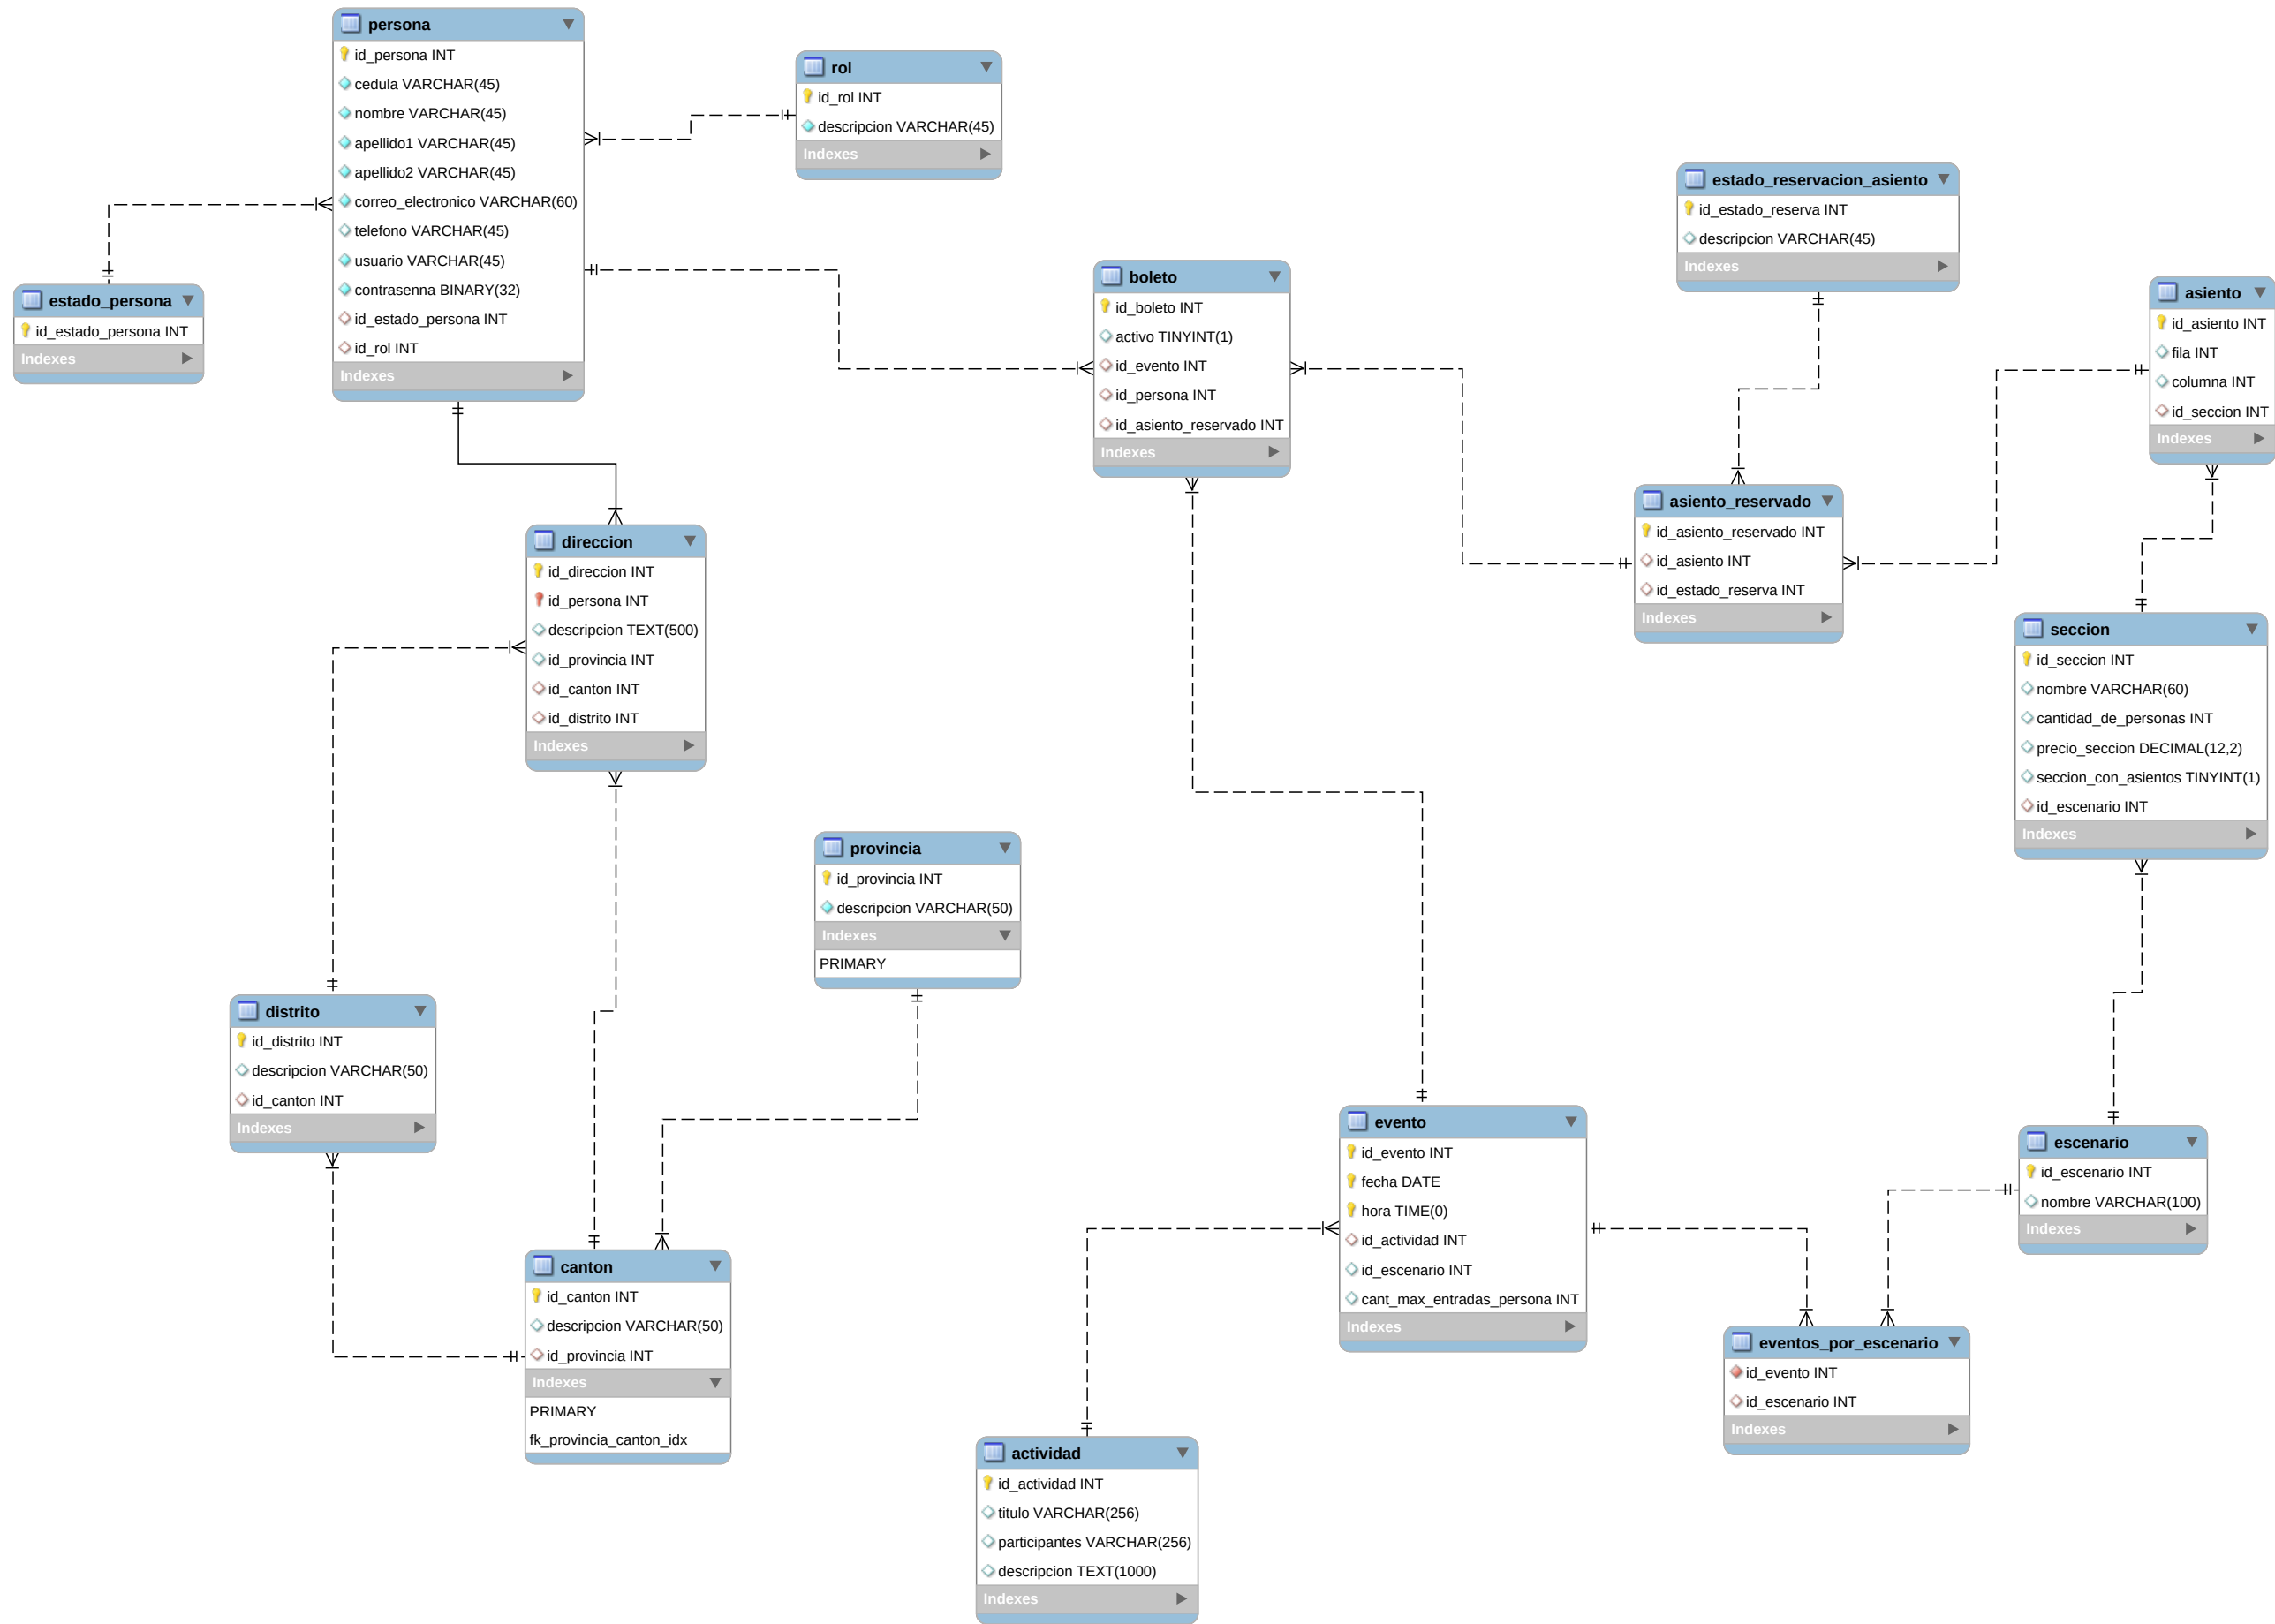 persona
id_persona INT
cedula VARCHAR(45)
nombre VARCHAR(45)
apellido1 VARCHAR(45)
apellido2 VARCHAR(45)
correo_electronico VARCHAR(60)
telefono VARCHAR(45)
usuario VARCHAR(45)
contrasenna BINARY(32)
id_estado_persona INT
id_rol INT
Indexes
rol
id_rol INT
descripcion VARCHAR(45)
Indexes
estado_persona
id_estado_persona INT
Indexes
boleto
id_boleto INT
activo TINYINT(1)
id_evento INT
id_persona INT
id_asiento_reservado INT
Indexes
estado_reservacion_asiento
id_estado_reserva INT
descripcion VARCHAR(45)
Indexes
asiento
id_asiento INT
fila INT
columna INT
id_seccion INT
Indexes
asiento_reservado
id_asiento_reservado INT
id_asiento INT
id_estado_reserva INT
Indexes
direccion
id_direccion INT
id_persona INT
descripcion TEXT(500)
id_provincia INT
id_canton INT
id_distrito INT
Indexes
seccion
id_seccion INT
nombre VARCHAR(60)
cantidad_de_personas INT
precio_seccion DECIMAL(12,2)
seccion_con_asientos TINYINT(1)
id_escenario INT
Indexes
provincia
id_provincia INT
descripcion VARCHAR(50)
Indexes
PRIMARY
distrito
id_distrito INT
descripcion VARCHAR(50)
id_canton INT
Indexes
evento
id_evento INT
fecha DATE
hora TIME(0)
id_actividad INT
id_escenario INT
cant_max_entradas_persona INT
Indexes
escenario
id_escenario INT
nombre VARCHAR(100)
Indexes
canton
id_canton INT
descripcion VARCHAR(50)
id_provincia INT
Indexes
PRIMARY
fk_provincia_canton_idx
eventos_por_escenario
id_evento INT
id_escenario INT
Indexes
actividad
id_actividad INT
titulo VARCHAR(256)
participantes VARCHAR(256)
descripcion TEXT(1000)
Indexes